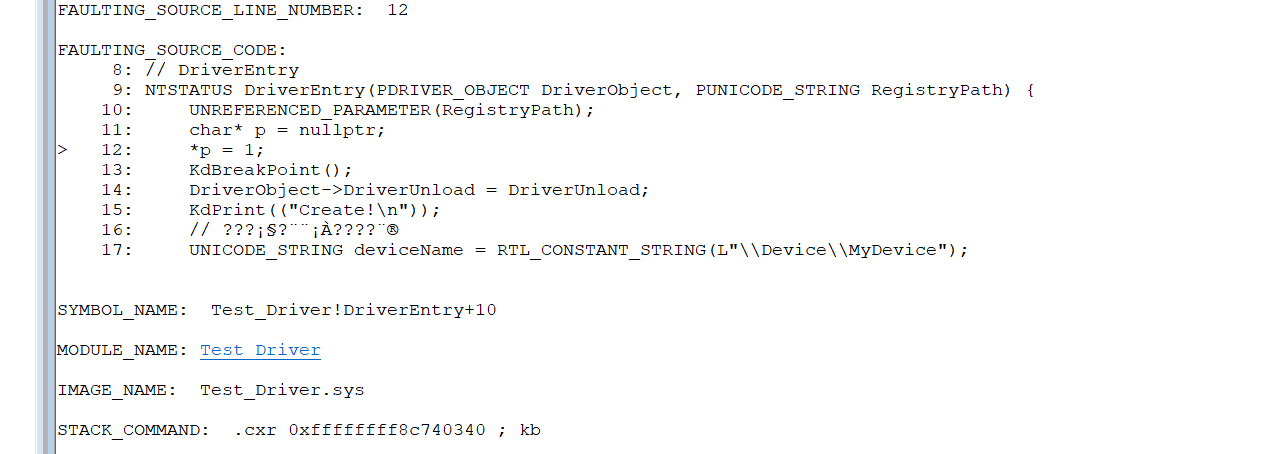 FAULTING_SOURCE_LINE_NUMBER:  12
FAULTING_SOURCE_CODE:
     8: // DriverEntry
     9: NTSTATUS DriverEntry(PDRIVER_OBJECT DriverObject, PUNICODE_STRING RegistryPath) {
    10:     UNREFERENCED_PARAMETER(RegistryPath);
    11:     char* p = nullptr;
>   12:     *p = 1;
    13:     KdBreakPoint();
    14:     DriverObject->DriverUnload = DriverUnload;
    15:     KdPrint(("Create!\n"));
    16:     // ???¡§?¨¨¡À????¨®
    17:     UNICODE_STRING deviceName = RTL_CONSTANT_STRING(L"\\Device\\MyDevice");
SYMBOL_NAME:  Test_Driver!DriverEntry+10
MODULE_NAME: Test_Driver
IMAGE_NAME:  Test_Driver.sys
STACK_COMMAND:  .cxr 0xffffffff8c740340 ; kb